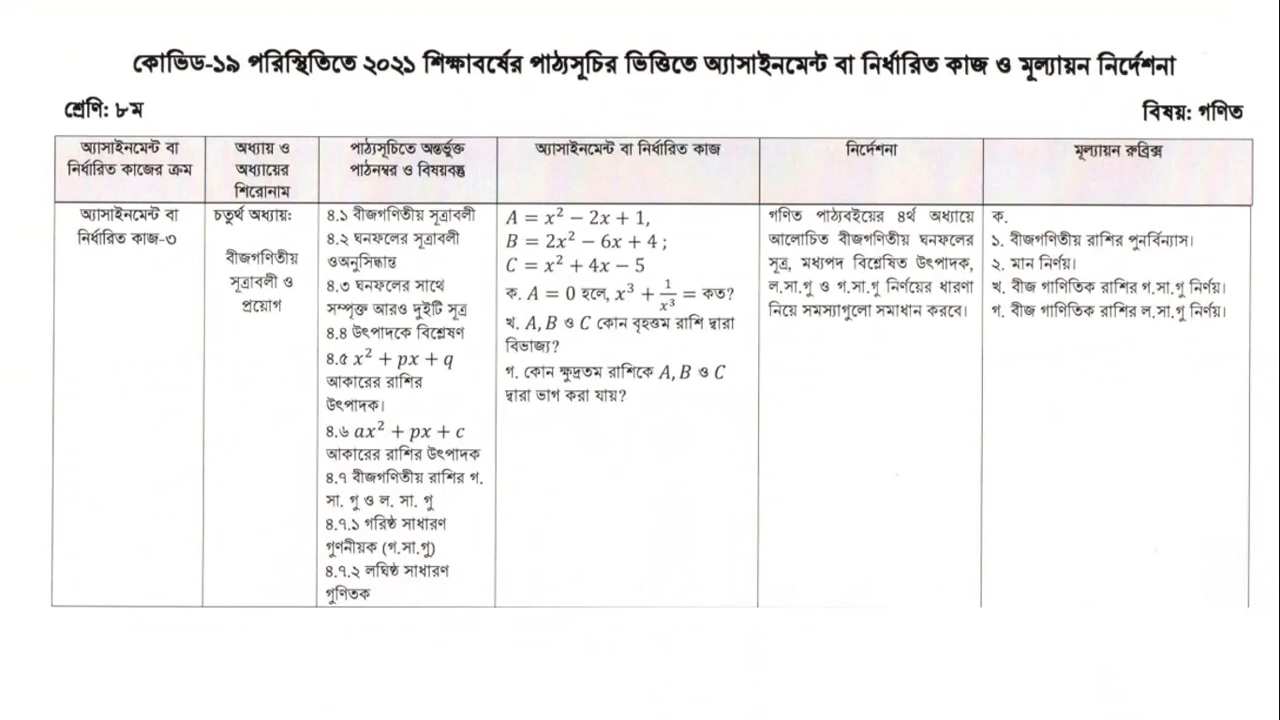 কোভিড-১৯ পরিস্থিতিতে ২০২১ শিক্ষাবর্ষের পাঠ্যসূচির ভিত্তিতে অ্যাসাইনমেন্ট বা নির্ধারিত কাজ ও মূল্যায়ন নির্দেশনা
শ্রেণি: ৮ম
বিষয়: গণিত
অ্যাসাইনমেন্ট বা
নির্ধারিত কাজের ক্রম
অধ্যায় ও
অধ্যায়ের
শিরোনাম
পাঠ্যসূচিতে অন্তর্ভুক্ত
পাঠনম্বর ও বিষয়বস্তু
অ্যাসাইনমেন্ট বা নির্ধারিত কাজ
নির্দেশনা
মূল্যায়ন রুব্রিক্স
অ্যাসাইনমেন্ট বা
নির্ধারিত কাজ-৩
চতুর্থ অধ্যায়:
বীজগণিতীয়
সূত্রাবলী ও
প্রয়োগ
৪.১ বীজগণিতীয় সূত্রাবলী
৪.২ ঘনফলের সূত্রাবলী
ওঅনুসিদ্ধান্ত
৪.৩ ঘনফলের সাথে
সম্পৃক্ত আরও দুইটি সূত্র
৪.৪ উৎপাদকে বিশ্লেষণ
৪.৫ x² + px + q
আকারের রাশির
উৎপাদক।
৪.৬ ax² + px + c
আকারের রাশির উৎপাদক
৪.৭ বীজগণিতীয় রাশির গ.
সা. গু ও ল. সা. গু
৪.৭.১ গরিষ্ঠ সাধারণ
গুণনীয়ক (গ.সা.গু)
৪.৭.২ লঘিষ্ঠ সাধারণ
গুণিতক
A = x² − 2x + 1,
B = 2x² − 6x + 4 ;
C = x² + 4x − 5
ক. A = 0 হলে, x³ + 1/x³ = কত?
খ. A, B ও C কোন বৃহত্তম রাশি দ্বারা
বিভাজ্য?
গ. কোন ক্ষুদ্রতম রাশিকে A, B ও C
দ্বারা ভাগ করা যায়?
গণিত পাঠ্যবইয়ের ৪র্থ অধ্যায়ে
আলোচিত বীজগণিতীয় ঘনফলের
সূত্র, মধ্যপদ বিশ্লেষিত উৎপাদক,
ল.সা.গু ও গ.সা.গু নির্ণয়ের ধারণা
নিয়ে সমস্যাগুলো সমাধান করবে।
ক.
১. বীজগণিতীয় রাশির পুনর্বিন্যাস।
২. মান নির্ণয়।
খ. বীজ গাণিতিক রাশির গ.সা.গু নির্ণয়।
গ. বীজ গাণিতিক রাশির ল.সা.গু নির্ণয়।